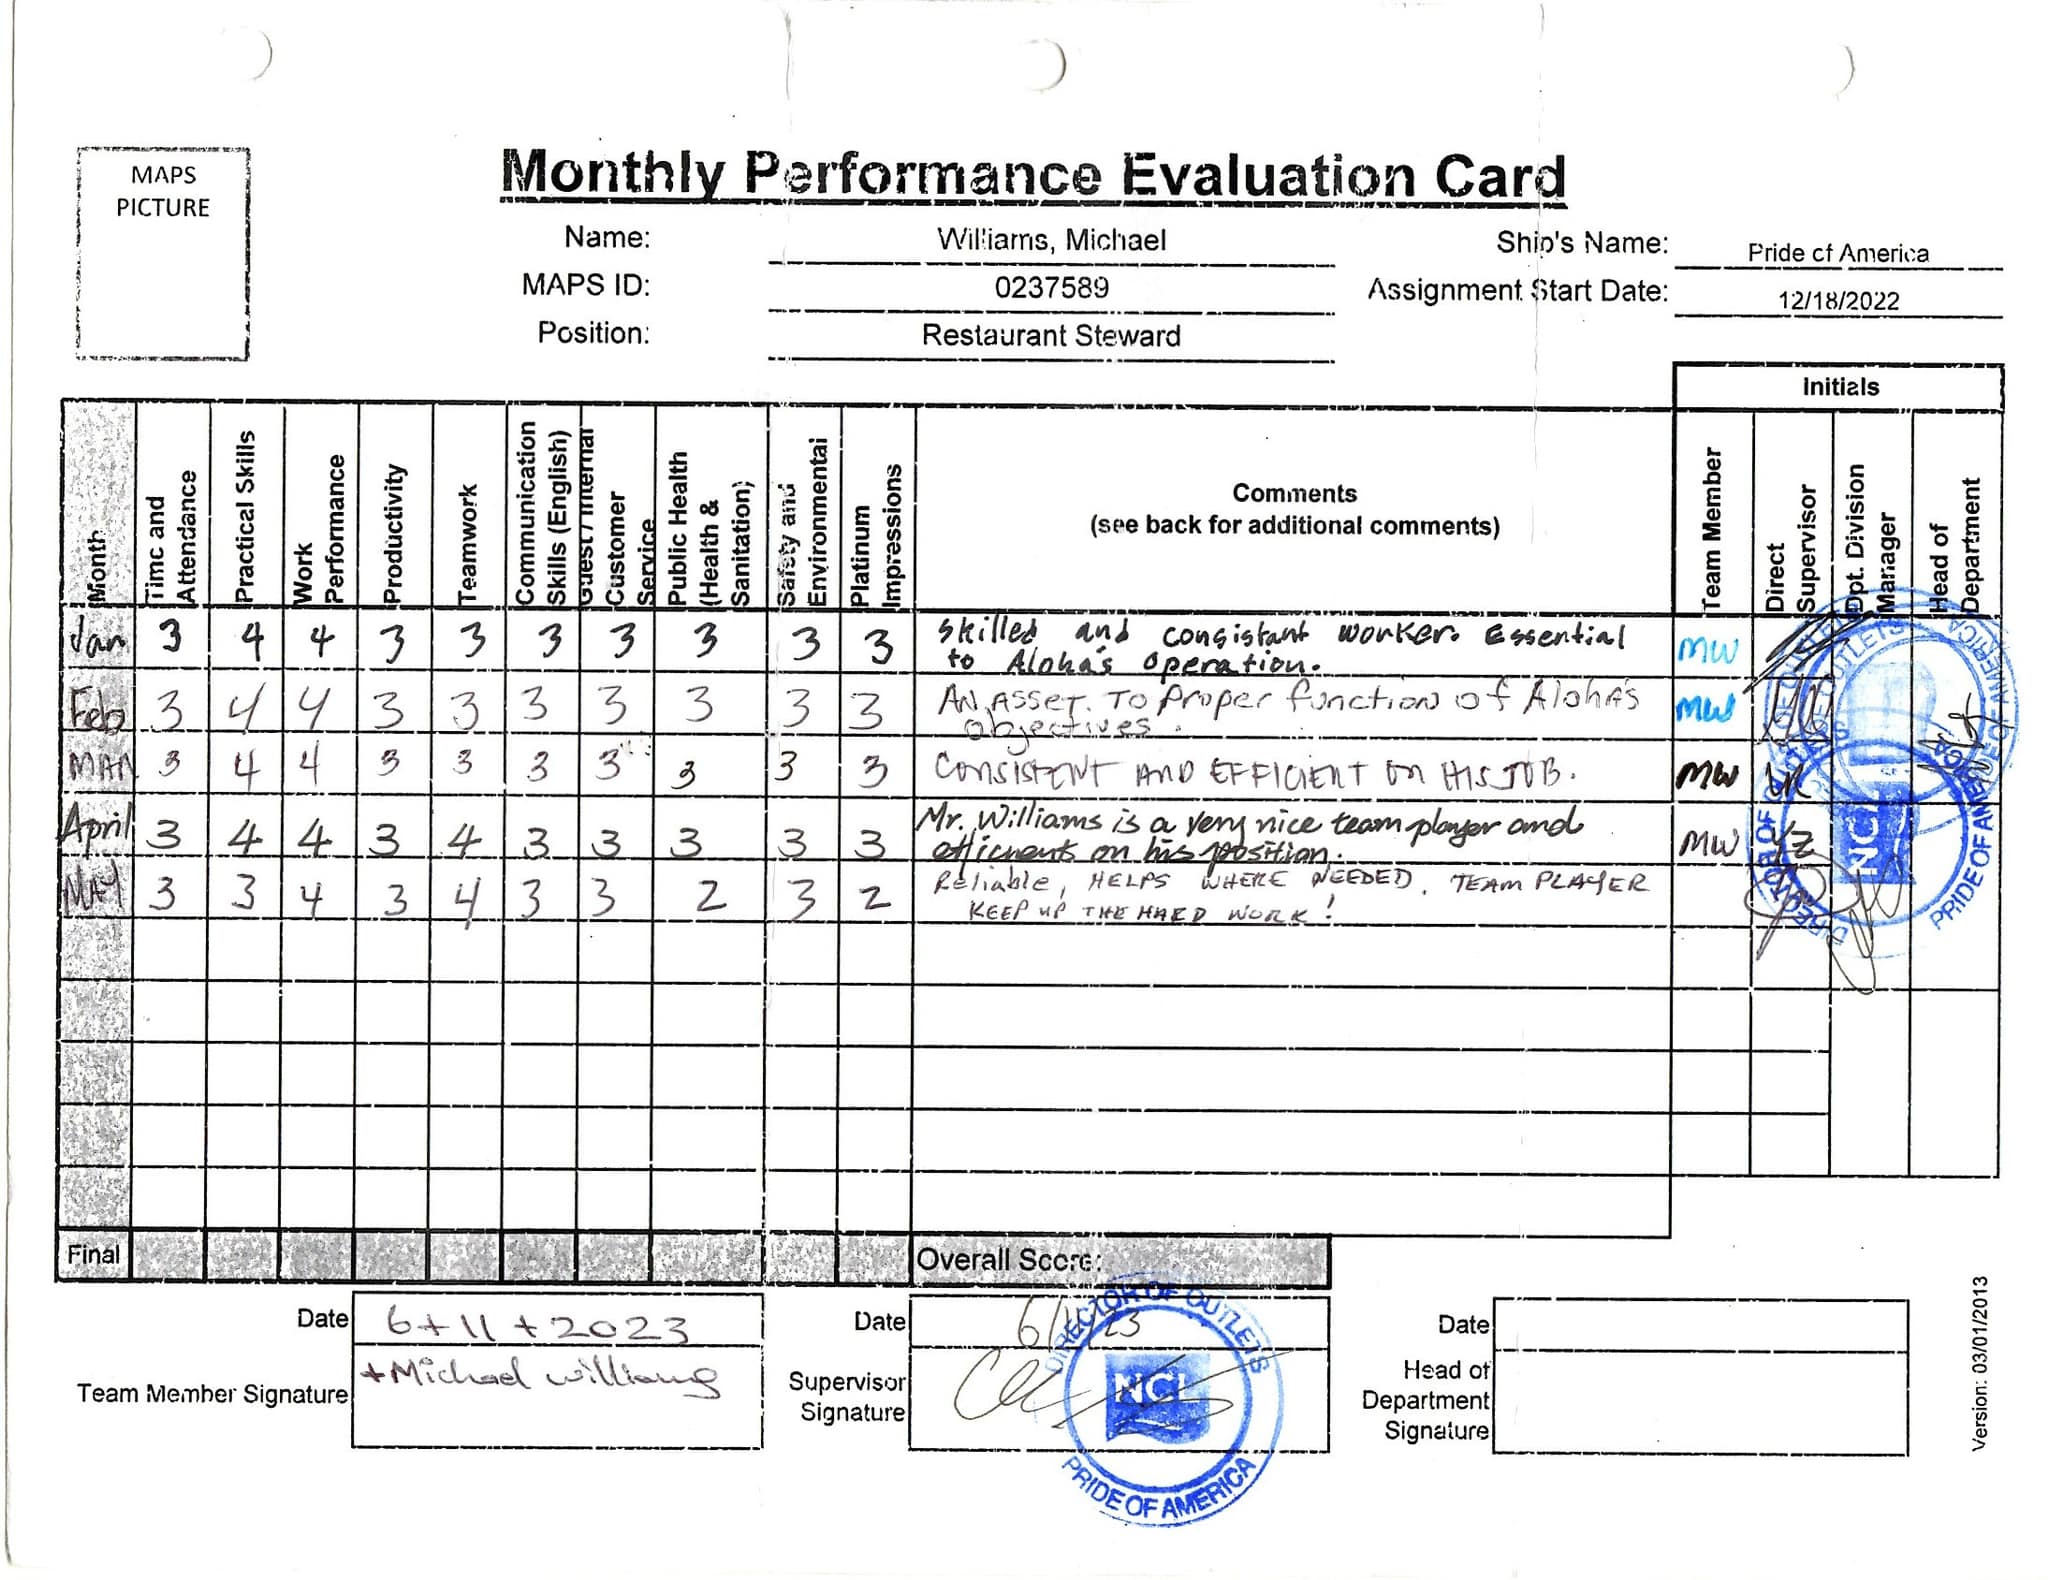 MAPS
PICTURE
Monthly Performance Evaluation Card
Name: Williams, Michael
Ship's Name: Pride of America
MAPS ID: 0237589
Assignment Start Date: 12/18/2022
Position: Restaurant Steward
Initials
Month
Time and Attendance
Practical Skills
Work Performance
Productivity
Teamwork
Communication Skills (English)
Guest / Internal Customer Service
Public Health (Health & Sanitation)
Safety and Environmental
Platinum Impressions
Comments
(see back for additional comments)
Team Member
Direct Supervisor
Opt. Division Manager
Head of Department
Jan 3 4 4 3 3 3 3 3 3 3 Skilled and consistant worker. Essential MW
to Aloha's operation.
Feb 3 4 4 3 3 3 3 3 3 3 AN ASSET. TO Proper function of Aloha's MW
objectives.
MAR 3 4 4 3 3 3 3 3 3 3 CONSISTENT AND EFFICIENT ON HIS JOB. MW
April 3 4 4 3 4 3 3 3 3 3 Mr. Williams is a very nice team player and MW YZ
efficients on his position.
MAY 3 3 4 3 4 3 3 2 3 2 Reliable, HELPS WHERE NEEDED. TEAM PLAYER
KEEP UP THE HARD WORK!
DIRECTOR OF OUTLETS
NCL
PRIDE OF AMERICA
Final
Overall Score:
Date 6+11+2023
Date
Date
Team Member Signature +Michael Williams
Supervisor Signature
Head of Department Signature
DIRECTOR OF OUTLETS
NCL
PRIDE OF AMERICA
Version: 03/01/2013